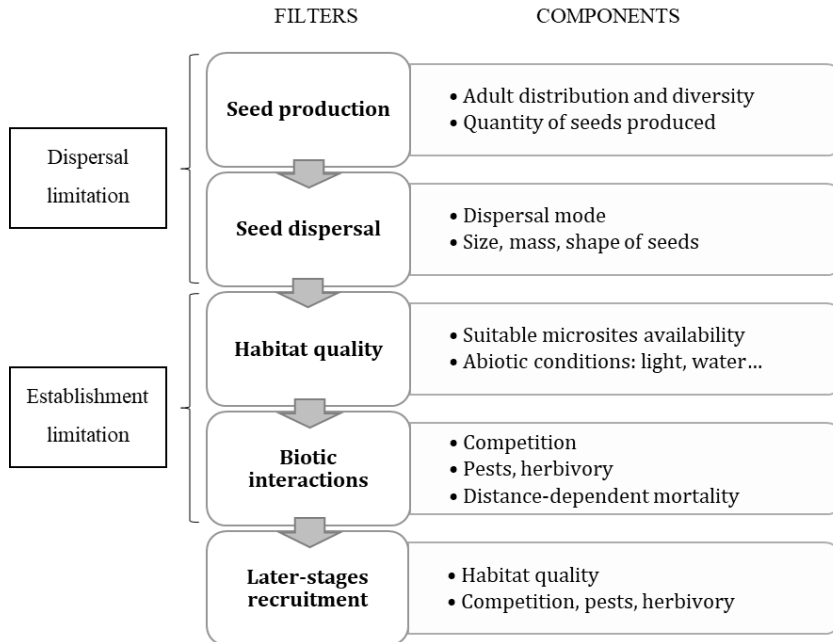 FILTERS
COMPONENTS
Dispersal
limitation
Seed production
• Adult distribution and diversity
• Quantity of seeds produced
Seed dispersal
• Dispersal mode
• Size, mass, shape of seeds
Establishment
limitation
Habitat quality
• Suitable microsites availability
• Abiotic conditions: light, water…
Biotic
interactions
• Competition
• Pests, herbivory
• Distance-dependent mortality
Later-stages
recruitment
• Habitat quality
• Competition, pests, herbivory